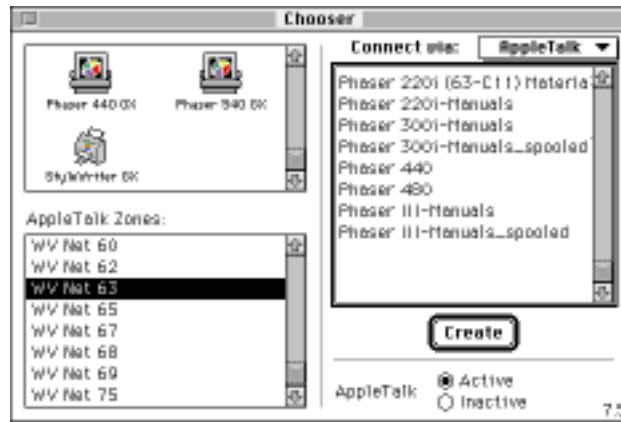 Chooser
Phaser 440 GX
Phaser 540 GX
StyleWriter GX
AppleTalk Zones:
WV Net 60
WV Net 62
WV Net 63
WV Net 65
WV Net 67
WV Net 68
WV Net 69
WV Net 75
Connect via:
AppleTalk
Phaser 220i (63-C11) Materia
Phaser 220i-Manuals
Phaser 300i-Manuals
Phaser 300i-Manuals_spooled
Phaser 440
Phaser 480
Phaser III-Manuals
Phaser III-Manuals_spooled
Create
AppleTalk
Active
Inactive